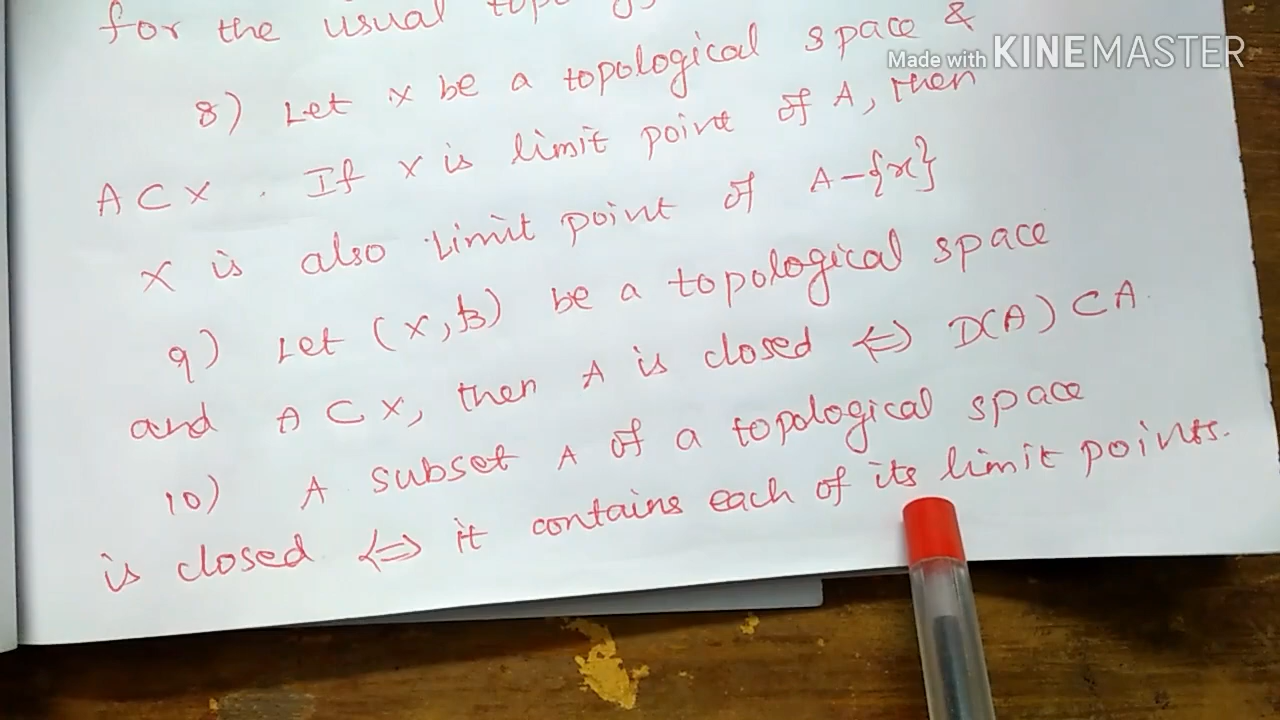 for the usual
Made with KINEMASTER
8) Let X be a topological space &
A ⊂ X . If x is limit point of A, then
x is also limit point of A-{x}
9) Let (X, ) be a topological space
and A ⊂ X, then A is closed ⇔ D(A) ⊂ A.
10) A subset A of a topological space
is closed ⇔ it contains each of its limit points.